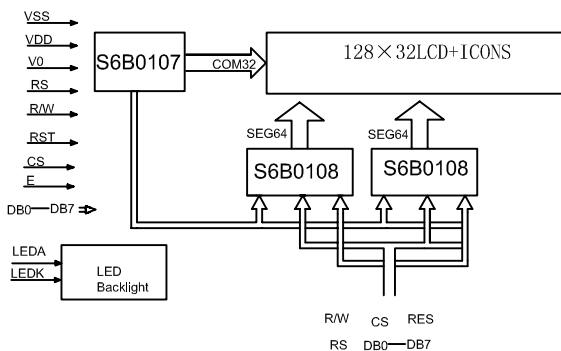 VSS
VDD
V0
RS
R/W
RST
CS
E
DB0—DB7
S6B0107
COM32
128×32LCD+ICONS
SEG64
SEG64
S6B0108
S6B0108
LEDA
LEDK
LED
Backlight
R/W CS RES
RS DB0—DB7